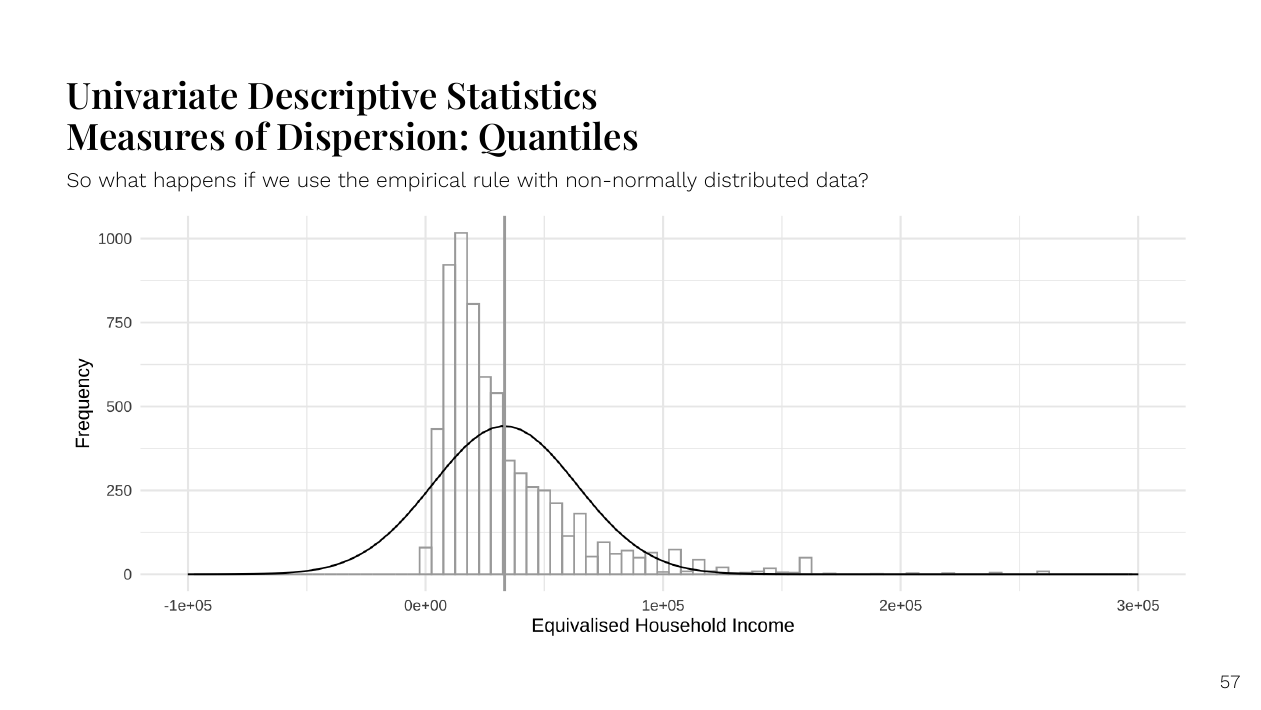 Univariate Descriptive Statistics
Measures of Dispersion: Quantiles
So what happens if we use the empirical rule with non-normally distributed data?
1000
750
500
250
0
Frequency
-1e+05 0e+00 1e+05 2e+05 3e+05
Equivalised Household Income
57